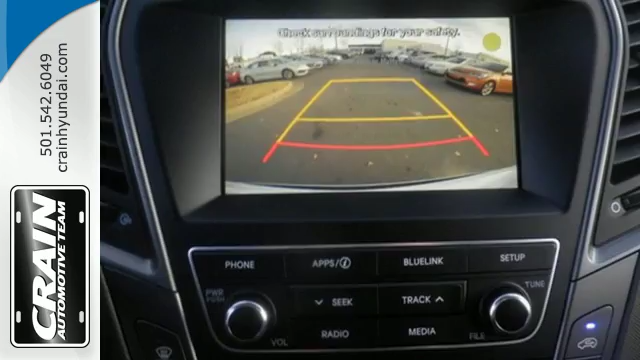 Check surroundings for your safety.
501.542.6049
crainhyundai.com
CRAIN
AUTOMOTIVE TEAM
PHONE
APPS/i
BLUELINK
SETUP
PWR
PUSH
SEEK
TRACK
TUNE
VOL
RADIO
MEDIA
FILE